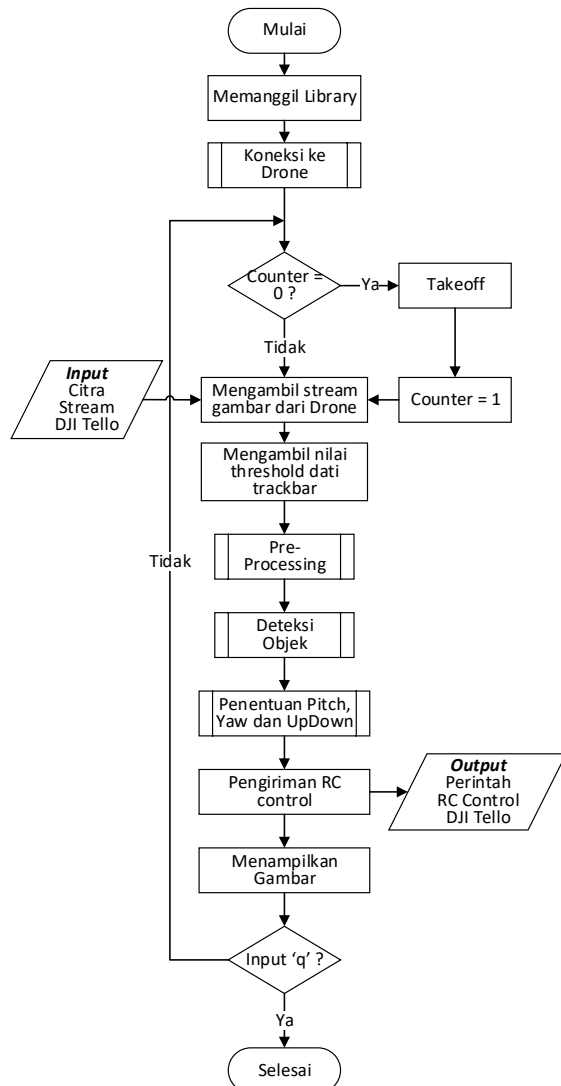 Mulai
Memanggil Library
Koneksi ke
Drone
Counter =
0 ?
Ya
Takeoff
Tidak
Input
Citra
Stream
DJI Tello
Mengambil stream
gambar dari Drone
Counter = 1
Mengambil nilai
threshold dati
trackbar
Tidak
Pre-
Processing
Deteksi
Objek
Penentuan Pitch,
Yaw dan UpDown
Pengiriman RC
control
Output
Perintah
RC Control
DJI Tello
Menampilkan
Gambar
Input ‘q’ ?
Ya
Selesai